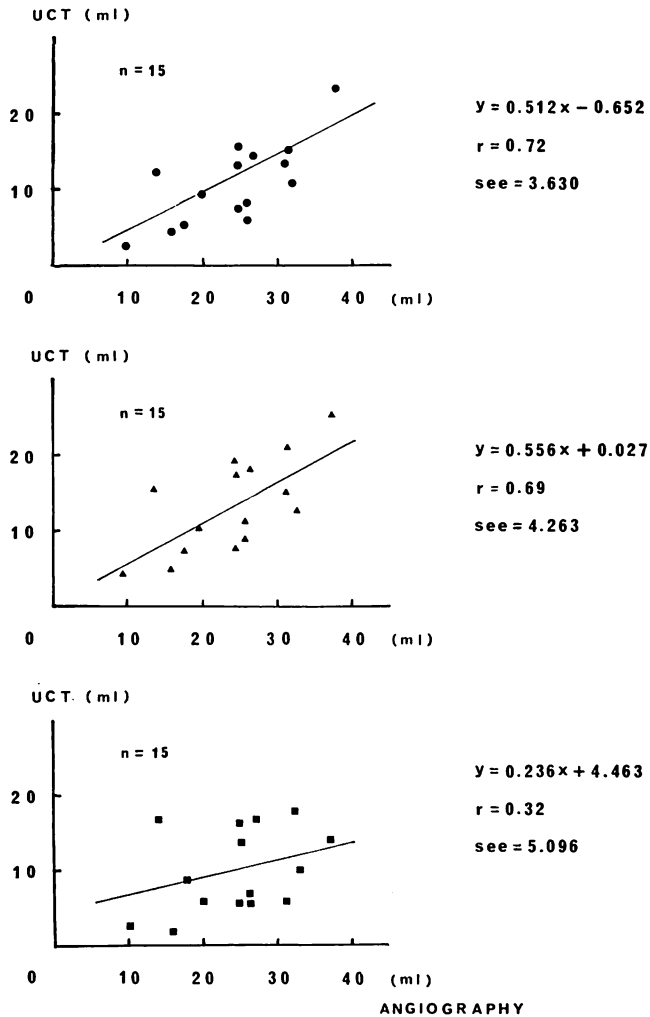 UCT (ml)
n = 15
20
10
0 10 20 30 40 (ml)
y = 0.512x − 0.652
r = 0.72
see = 3.630
UCT (ml)
n = 15
20
10
0 10 20 30 40 (ml)
y = 0.556x + 0.027
r = 0.69
see = 4.263
UCT (ml)
n = 15
20
10
0 10 20 30 40 (ml)
y = 0.236x + 4.463
r = 0.32
see = 5.096
ANGIOGRAPHY